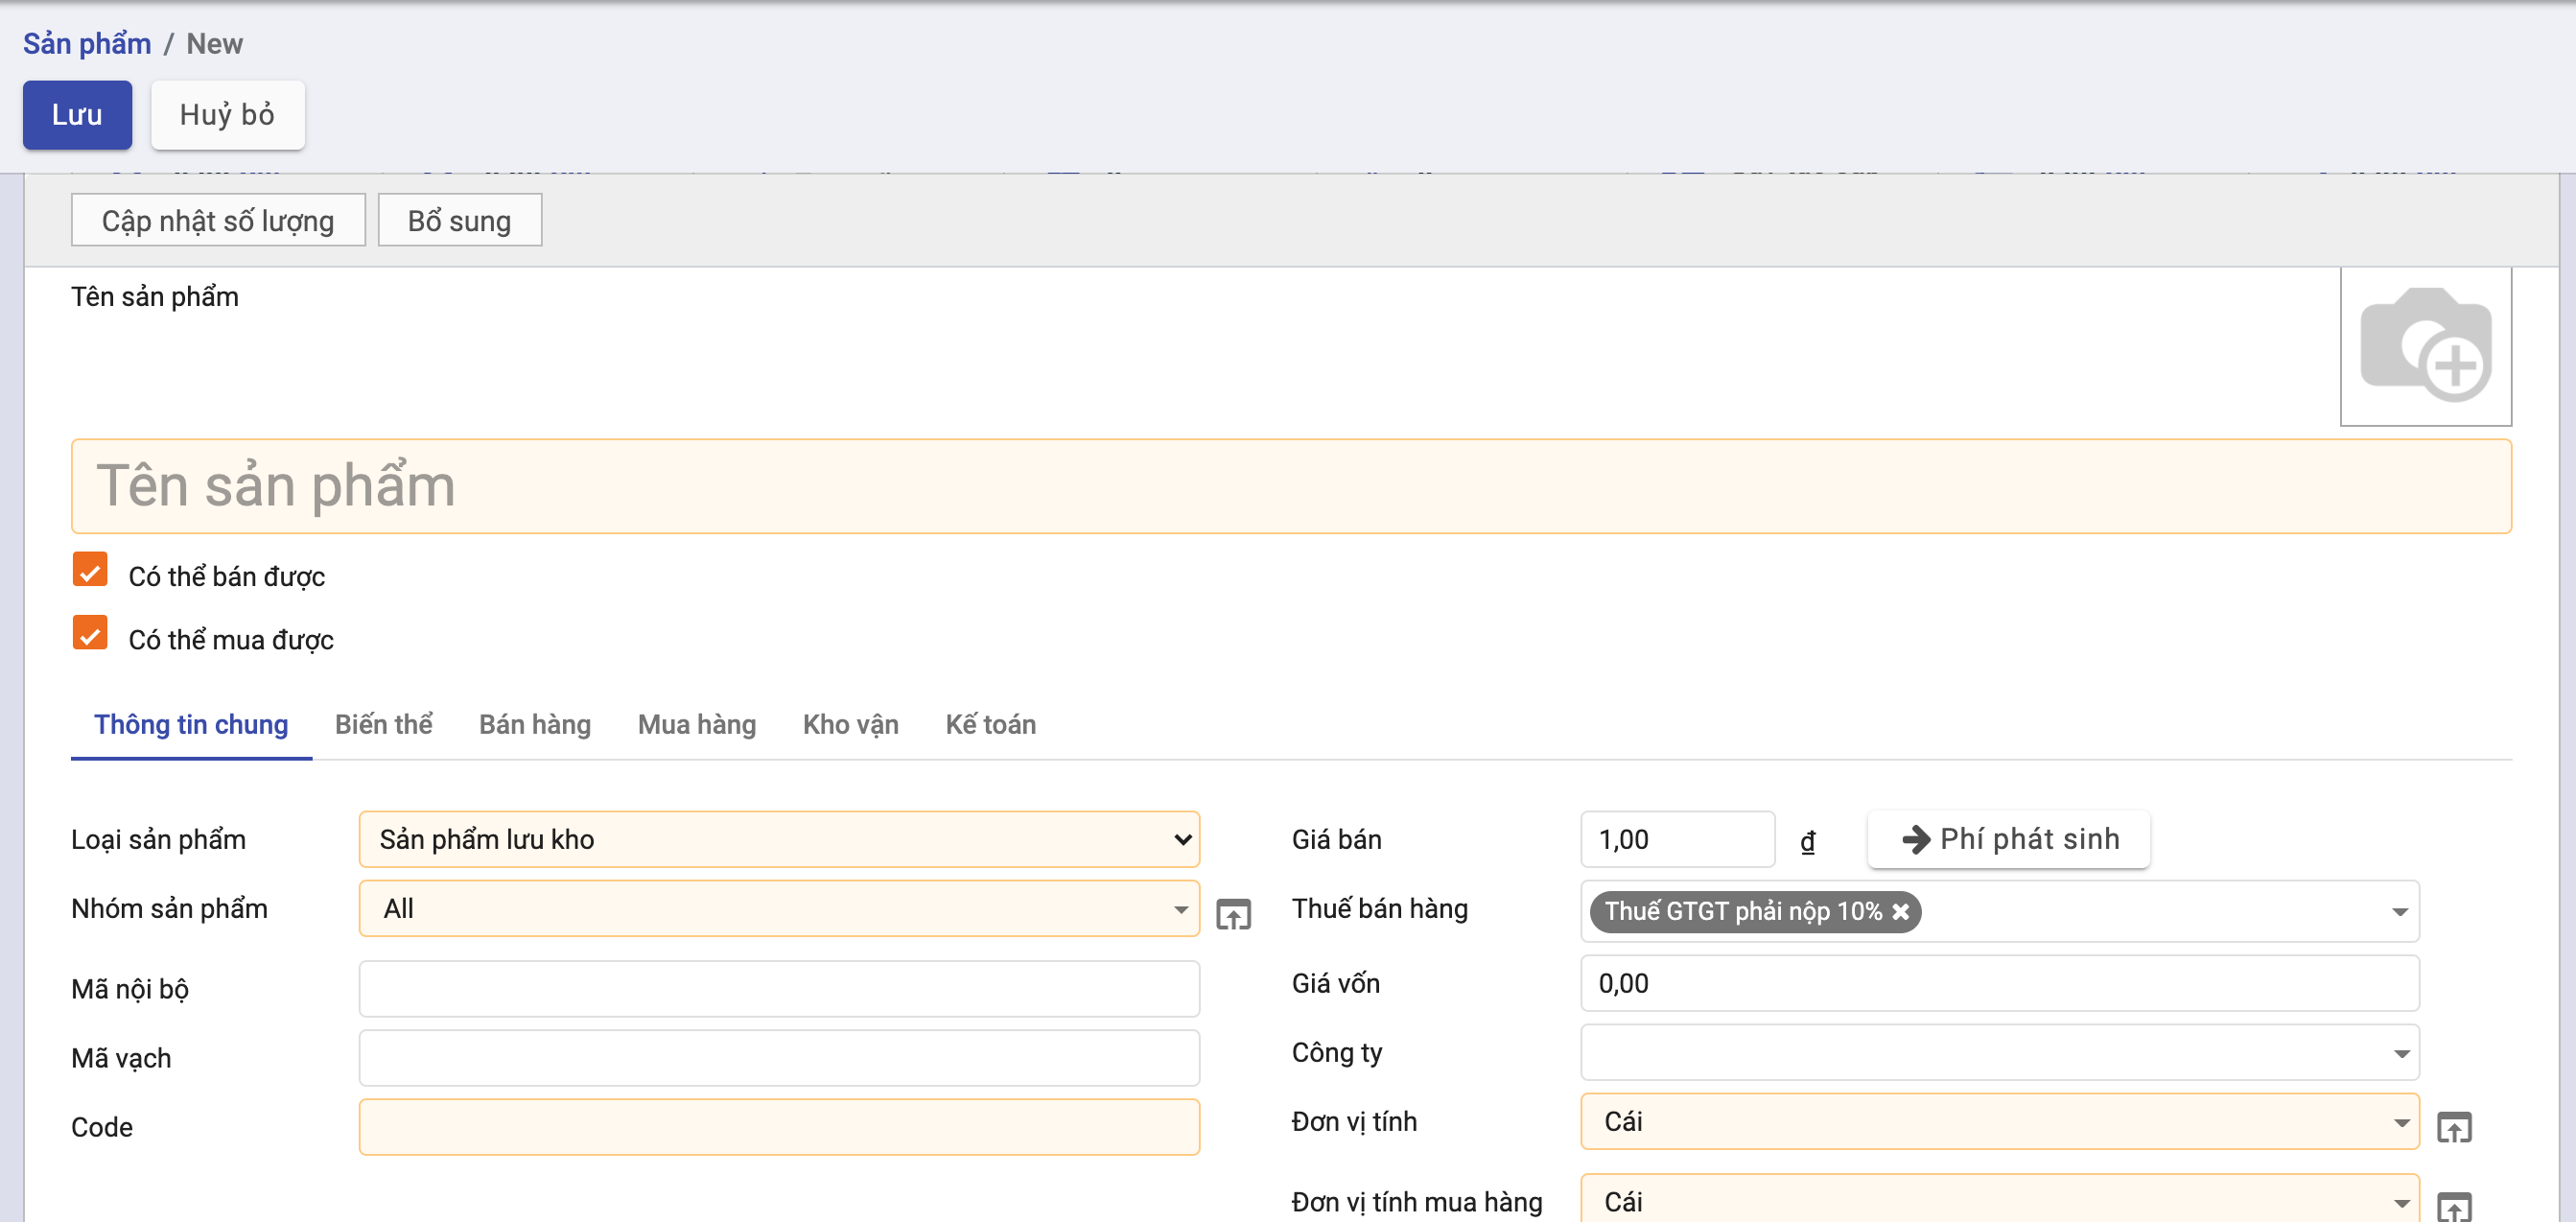 Sản phẩm / New
Lưu Huỷ bỏ
Cập nhật số lượng Bổ sung
Tên sản phẩm
Tên sản phẩm
Có thể bán được
Có thể mua được
Thông tin chung Biến thể Bán hàng Mua hàng Kho vận Kế toán
Loại sản phẩm Sản phẩm lưu kho
Nhóm sản phẩm All
Mã nội bộ
Mã vạch
Code
Giá bán 1,00 ₫ Phí phát sinh
Thuế bán hàng Thuế GTGT phải nộp 10%
Giá vốn 0,00
Công ty
Đơn vị tính Cái
Đơn vị tính mua hàng Cái